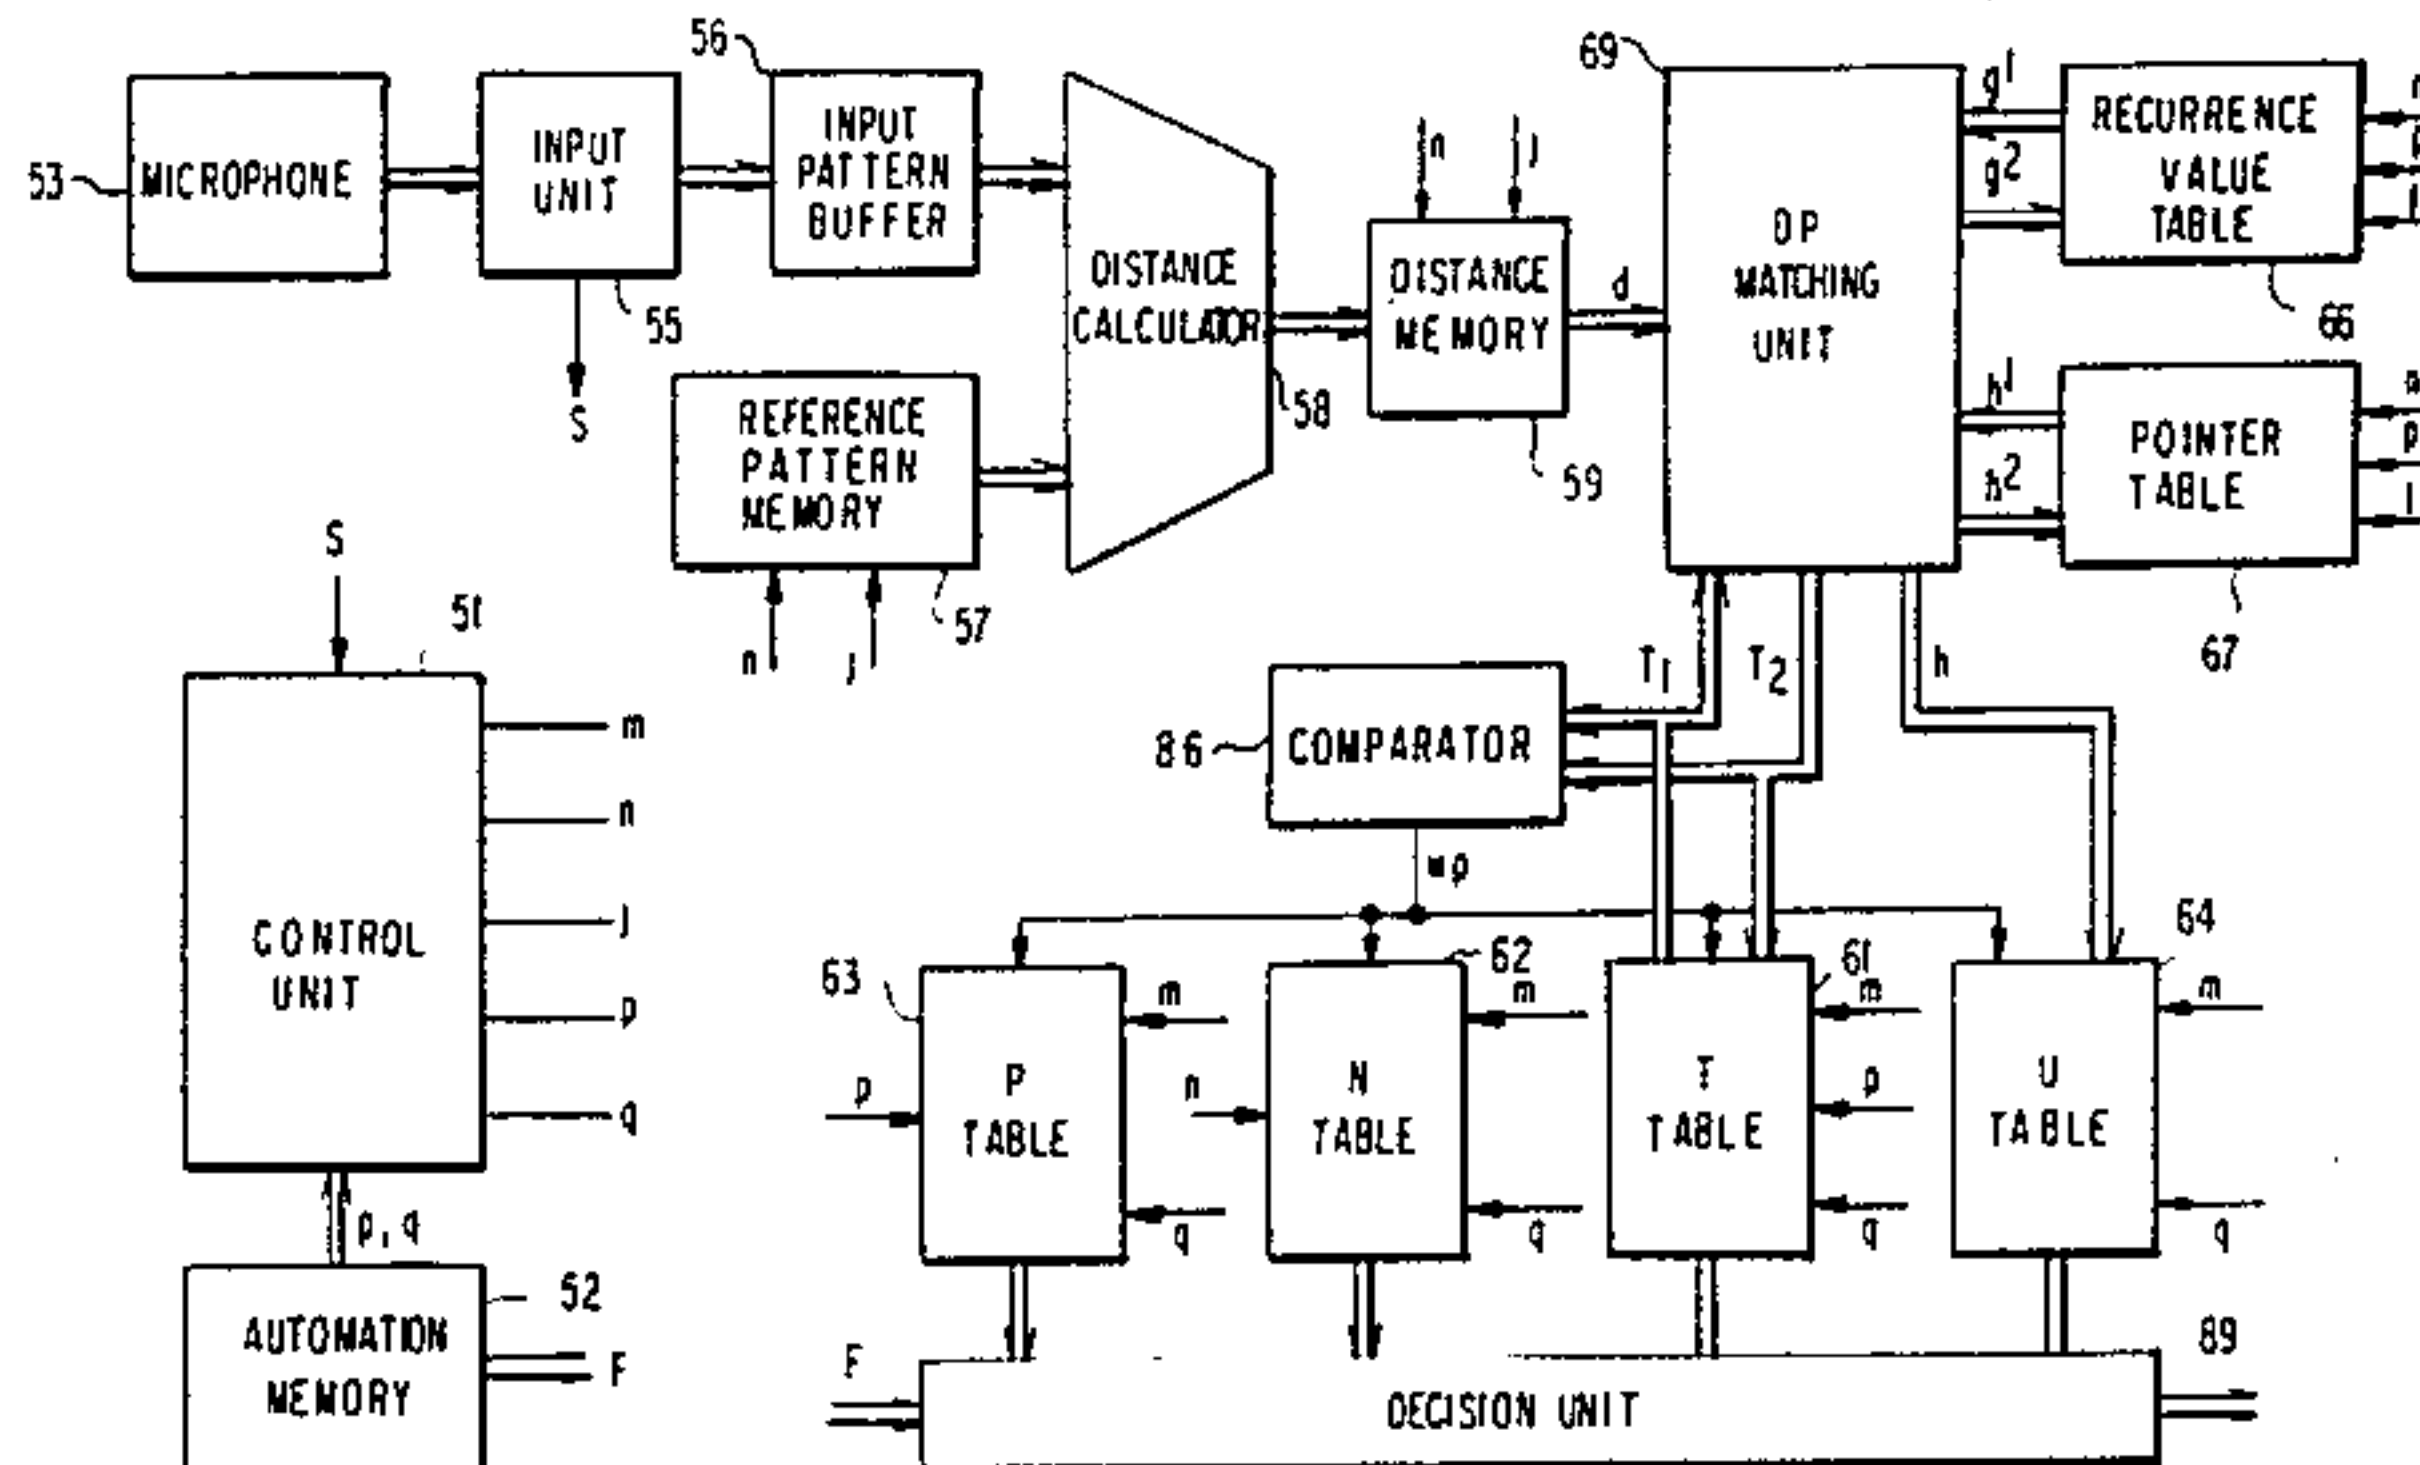 53
MICROPHONE
INPUT
UNIT
55
S
56
INPUT
PATTERN
BUFFER
REFERENCE
PATTERN
MEMORY
57
n
j
DISTANCE
CALCULATOR
58
n
j
DISTANCE
MEMORY
59
d
69
DP
MATCHING
UNIT
g1
g2
RECURRENCE
VALUE
TABLE
66
h1
h2
POINTER
TABLE
p
67
S
51
CONTROL
UNIT
m
n
j
p
q
p, q
AUTOMATION
MEMORY
52
F
86
COMPARATOR
T1
T2
h
wp
63
P
TABLE
p
m
q
62
N
TABLE
n
m
q
61
T
TABLE
m
p
q
64
U
TABLE
m
q
F
DECISION UNIT
89